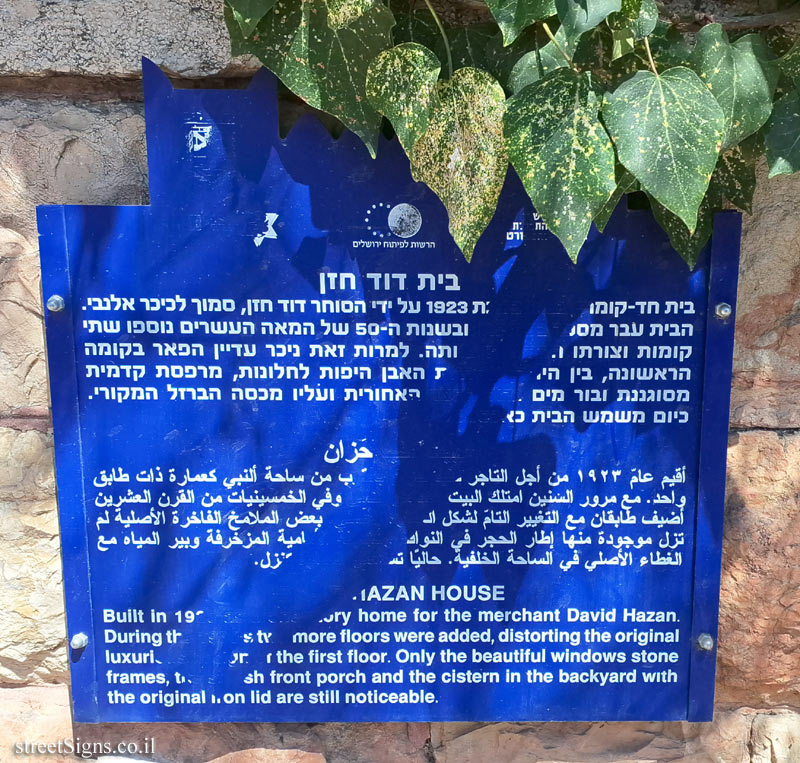 הרשות לפיתוח ירושלים
בית דוד חזן
בית חד-קומ 1923 על ידי הסוחר דוד חזן, סמוך לכיכר אלנבי.
הבית עבר ובשנות ה-50 של המאה העשרים נוספו שתי
קומות וצורתו למרות זאת ניכר עדיין הפאר בקומה
הראשונה, בין האבן היפות לחלונות, מרפסת קדמית
מסוגננת ובור מים האחורית ועליו מכסה הברזל המקורי.
כיום משמש הבית
حَزان
أقيم عامّ ١٩٢٣ من أجل التاجر ب من ساحة ألنبي كعمارة ذات طابق
واحد. مع مرور السنين امتلك البيت وفي الخمسينيات من القرن العشرين
أضيف طابقان مع التغيير التامّ لشكل بعض الملامح الفاخرة الأصلية لم
تزل موجودة منها إطار الحجر في النواف امية المزخرفة وبير المياه مع
الغطاء الأصلي في الساحة الخلفية. حاليًا
HAZAN HOUSE
Built in 19 ory home for the merchant David Hazan.
During th more floors were added, distorting the original
luxuri the first floor. Only the beautiful windows stone
frames, sh front porch and the cistern in the backyard with
the original iron lid are still noticeable.
streetSigns.co.il